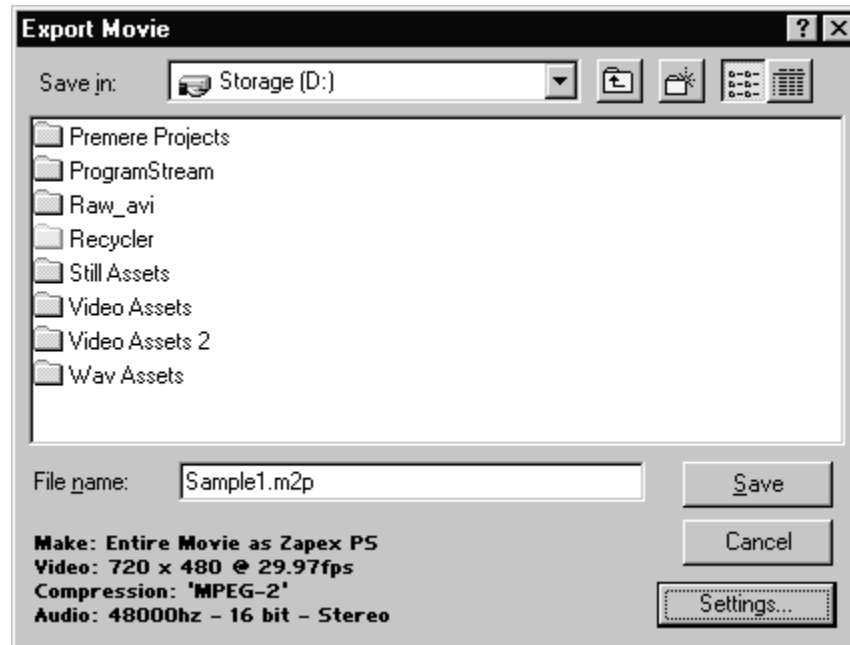 Export Movie
Save in:
Storage (D:)
Premere Projects
ProgramStream
Raw_avi
Recycler
Still Assets
Video Assets
Video Assets 2
Wav Assets
File name:
Sample1.m2p
Save
Make: Entire Movie as Zapex PS
Video: 720 x 480 @ 29.97fps
Compression: 'MPEG-2'
Audio: 48000hz - 16 bit - Stereo
Cancel
Settings...